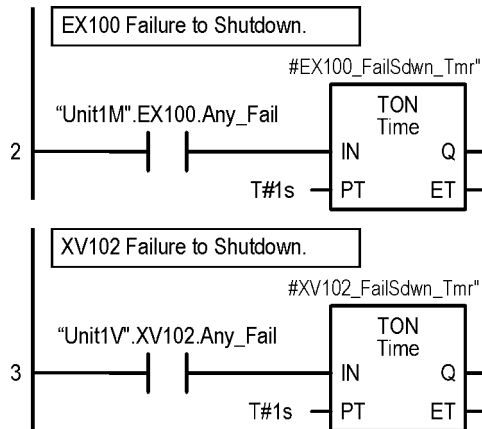 EX100 Failure to Shutdown.
#EX100_FailSdwn_Tmr"
"Unit1M".EX100.Any_Fail
TON
Time
2
IN Q
T#1s PT ET
XV102 Failure to Shutdown.
#XV102_FailSdwn_Tmr"
"Unit1V".XV102.Any_Fail
TON
Time
3
IN Q
T#1s PT ET